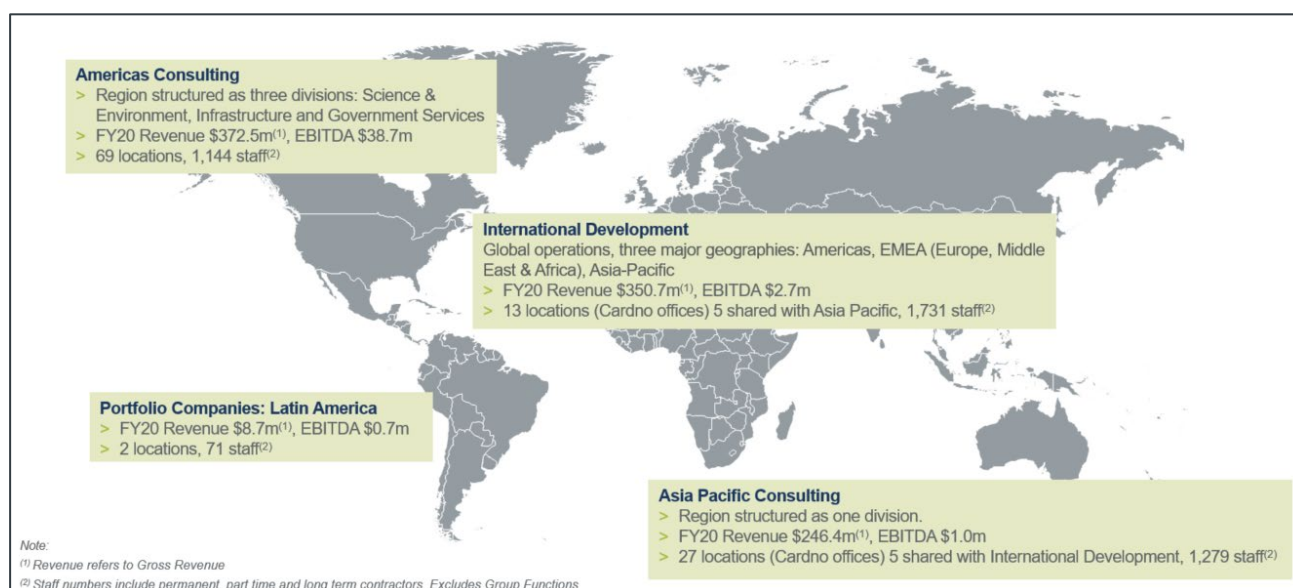 Americas Consulting
> Region structured as three divisions: Science &
Environment, Infrastructure and Government Services
> FY20 Revenue $372.5m(1), EBITDA $38.7m
> 69 locations, 1,144 staff(2)
International Development
Global operations, three major geographies: Americas, EMEA (Europe, Middle
East & Africa), Asia-Pacific
> FY20 Revenue $350.7m(1), EBITDA $2.7m
> 13 locations (Cardno offices) 5 shared with Asia Pacific, 1,731 staff(2)
Portfolio Companies: Latin America
> FY20 Revenue $8.7m(1), EBITDA $0.7m
> 2 locations, 71 staff(2)
Asia Pacific Consulting
> Region structured as one division.
> FY20 Revenue $246.4m(1), EBITDA $1.0m
> 27 locations (Cardno offices) 5 shared with International Development, 1,279 staff(2)
Note:
(1) Revenue refers to Gross Revenue
(2) Staff numbers include permanent, part time and long term contractors. Excludes Group Functions